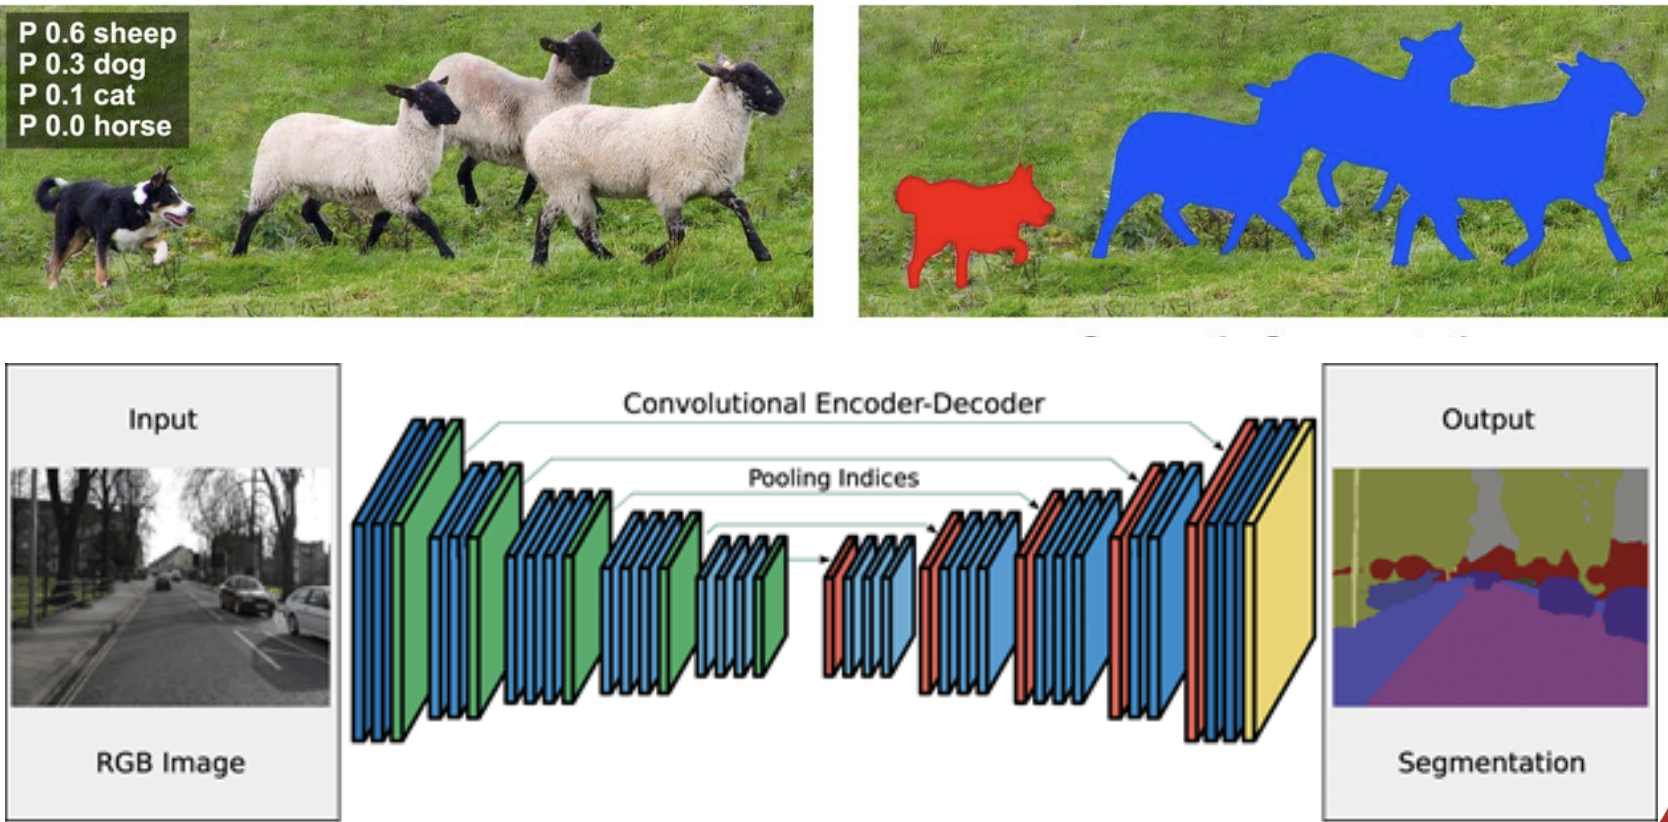 P 0.6 sheep
P 0.3 dog
P 0.1 cat
P 0.0 horse
Input
Convolutional Encoder-Decoder
Pooling Indices
Output
RGB Image
Segmentation